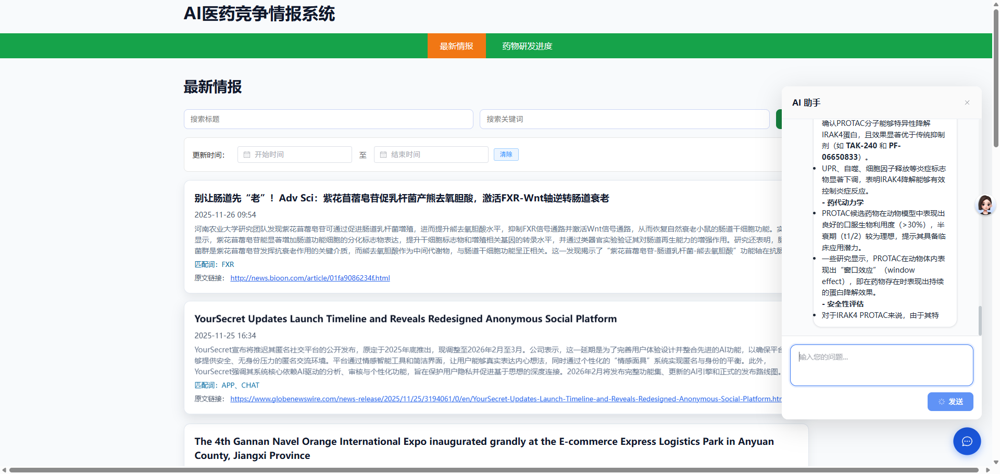 AI医药竞争情报系统
最新情报
药物研发进度
最新情报
搜索标题
搜索关键词
更新时间：
开始时间
至
结束时间
清除
别让肠道先“老”！Adv Sci：紫花苜蓿皂苷促乳杆菌产熊去氧胆酸，激活FXR-Wnt轴逆转肠道衰老
2025-11-26 09:54
河南农业大学研究团队发现紫花苜蓿皂苷可通过促进肠道乳杆菌增殖，进而提升熊去氧胆酸水平，抑制FXR信号通路并激活Wnt信号通路，从而恢复自然衰老小鼠的肠道干细胞功能。实
显示，紫花苜蓿皂苷能显著增加肠道功能细胞的分化标志物表达，提升干细胞标志物和增殖相关基因的转录水平，并通过类器官实验验证其对肠道再生能力的增强作用。研究还表明，肠
菌群是紫花苜蓿皂苷发挥抗衰老作用的关键介质，而熊去氧胆酸作为中间代谢物，与肠道干细胞功能呈正相关。这一发现揭示了“紫花苜蓿皂苷-肠道乳杆菌-熊去氧胆酸”功能轴在抗肠
匹配词：FXR
原文链接： http://news.bioon.com/article/01fa9086234f.html
YourSecret Updates Launch Timeline and Reveals Redesigned Anonymous Social Platform
2025-11-25 16:34
YourSecret宣布将推迟其匿名社交平台的公开发布，原定于2025年底推出，现调整至2026年2月至3月。公司表示，这一延期是为了完善用户体验设计并整合先进的AI功能，以确保平台
够提供安全、无身份压力的匿名交流环境。平台通过情感智能工具和简洁界面，让用户能够真实表达内心想法，同时通过个性化的“情感面具”系统实现匿名与身份的平衡。此外，
YourSecret强调其系统核心依赖AI驱动的分析、审核与个性化功能，旨在保护用户隐私并促进基于思想的深度连接。2026年2月将发布完整功能集、更新的AI引擎和正式的发布路线图。
匹配词：APP、CHAT
原文链接： https://www.globenewswire.com/news-release/2025/11/25/3194061/0/en/YourSecret-Updates-Launch-Timeline-and-Reveals-Redesigned-Anonymous-Social-Platform.htm
The 4th Gannan Navel Orange International Expo inaugurated grandly at the E-commerce Express Logistics Park in Anyuan
County, Jiangxi Province
AI 助手
确认PROTAC分子能够特异性降解
IRAK4蛋白，且效果显著优于传统抑制
剂（如 TAK-240 和 PF-
06650833）。
UPR、自噬、细胞因子释放等炎症标志
物显著下调，表明IRAK4降解能够有效
控制炎症反应。
- 药代动力学
PROTAC候选药物在动物模型中表现出
良好的口服生物利用度（>30%），半
衰期（t1/2）较为理想，提示其具备临
床应用潜力。
一些研究显示，PROTAC在动物体内表
现出“窗口效应”（window
effect），即在药物存在时表现出持续
的蛋白降解效果。
- 安全性评估
对于IRAK4 PROTAC来说，由于其特
输入您的问题...
发送